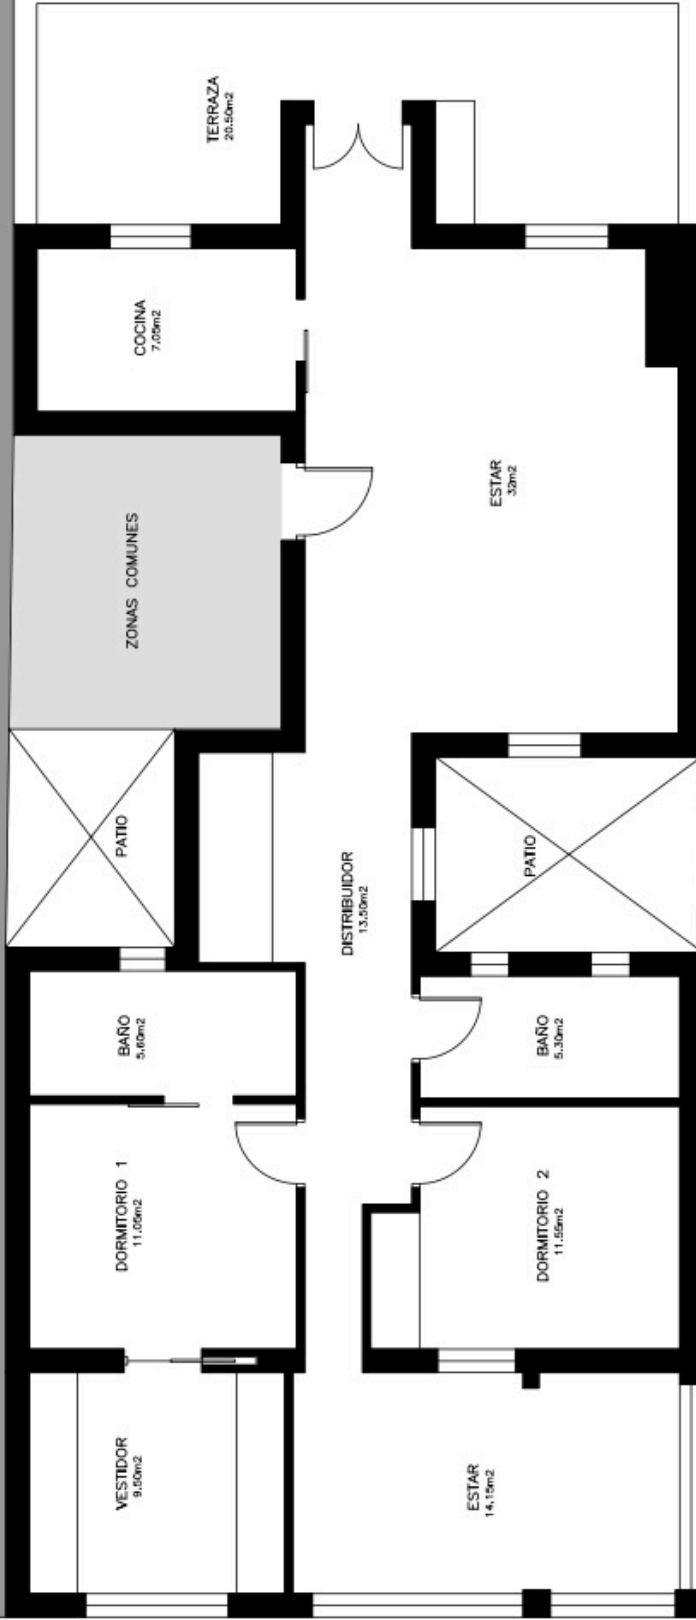 TERRAZA
20.50m2
COCINA
7.05m2
ESTAR
32m2
ZONAS COMUNES
PATIO
PATIO
DISTRIBUIDOR
13.50m2
BAÑO
5.60m2
BAÑO
5.30m2
DORMITORIO 1
11.05m2
DORMITORIO 2
11.55m2
VESTIDOR
9.50m2
ESTAR
14.15m2